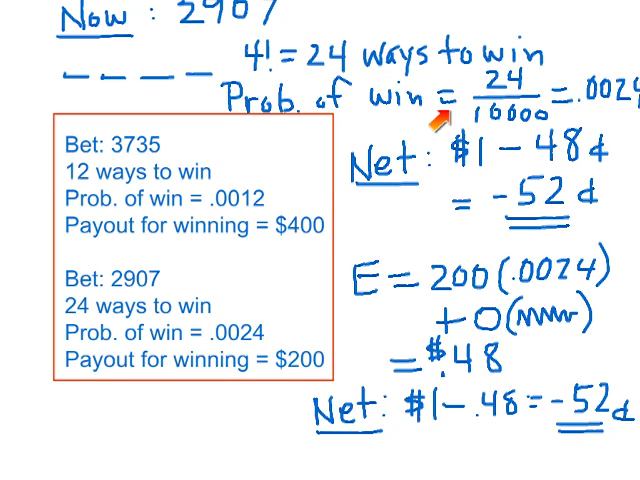 Now: 2907
4! = 24 ways to win
Prob. of win = 24/10000 = .0024
Bet: 3735
12 ways to win
Prob. of win = .0012
Payout for winning = $400
Bet: 2907
24 ways to win
Prob. of win = .0024
Payout for winning = $200
Net: $1 - 48¢
= -52¢
E = 200(.0024)
+ 0( )
= $.48
Net: $1 - .48 = -52¢